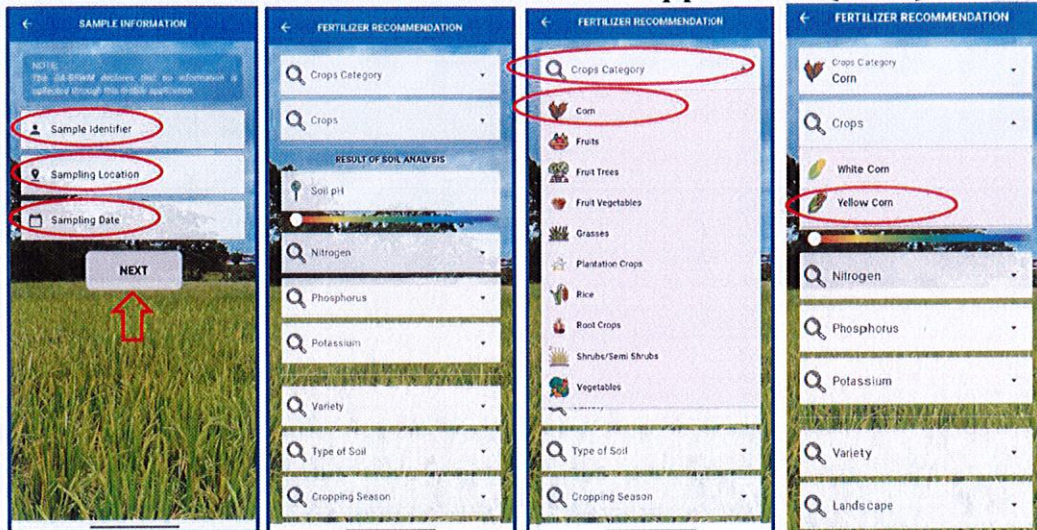 SAMPLE INFORMATION
NOTE:
The DA-BSWM declares that no information is
collected through this mobile application
Sample Identifier
Sampling Location
Sampling Date
NEXT
FERTILIZER RECOMMENDATION
Crops Category
Crops
RESULT OF SOIL ANALYSIS
Soil pH
Nitrogen
Phosphorus
Potassium
Variety
Type of Soil
Cropping Season
FERTILIZER RECOMMENDATION
Crops Category
Corn
Fruits
Fruit Trees
Fruit Vegetables
Grasses
Plantation Crops
Rice
Root Crops
Shrubs/Semi Shrubs
Vegetables
Type of Soil
Cropping Season
FERTILIZER RECOMMENDATION
Crops Category
Corn
Crops
White Corn
Yellow Corn
Nitrogen
Phosphorus
Potassium
Variety
Landscape